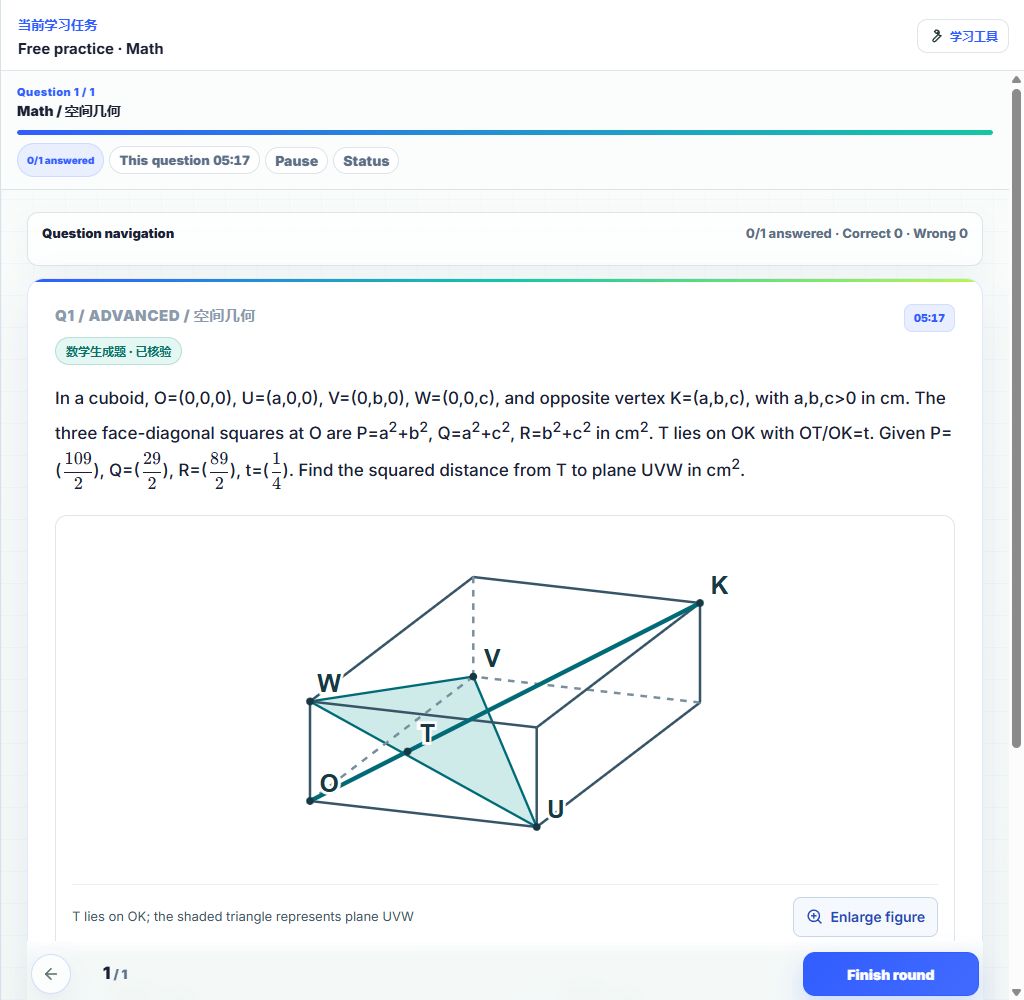 当前学习任务
Free practice · Math
学习工具
Question 1 / 1
Math / 空间几何
0/1 answered
This question 05:17
Pause
Status
Question navigation
0/1 answered · Correct 0 · Wrong 0
Q1 / ADVANCED / 空间几何
05:17
数学生成题 · 已核验
In a cuboid, O=(0,0,0), U=(a,0,0), V=(0,b,0), W=(0,0,c), and opposite vertex K=(a,b,c), with a,b,c>0 in cm. The
three face-diagonal squares at O are P=a²+b², Q=a²+c², R=b²+c² in cm². T lies on OK with OT/OK=t. Given P=
(109/2), Q=(29/2), R=(89/2), t=(1/4). Find the squared distance from T to plane UVW in cm².
K
V
W
T
O
U
T lies on OK; the shaded triangle represents plane UVW
Enlarge figure
1 / 1
Finish round